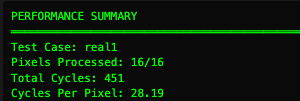 PERFORMANCE SUMMARY
Test Case: real1
Pixels Processed: 16/16
Total Cycles: 451
Cycles Per Pixel: 28.19